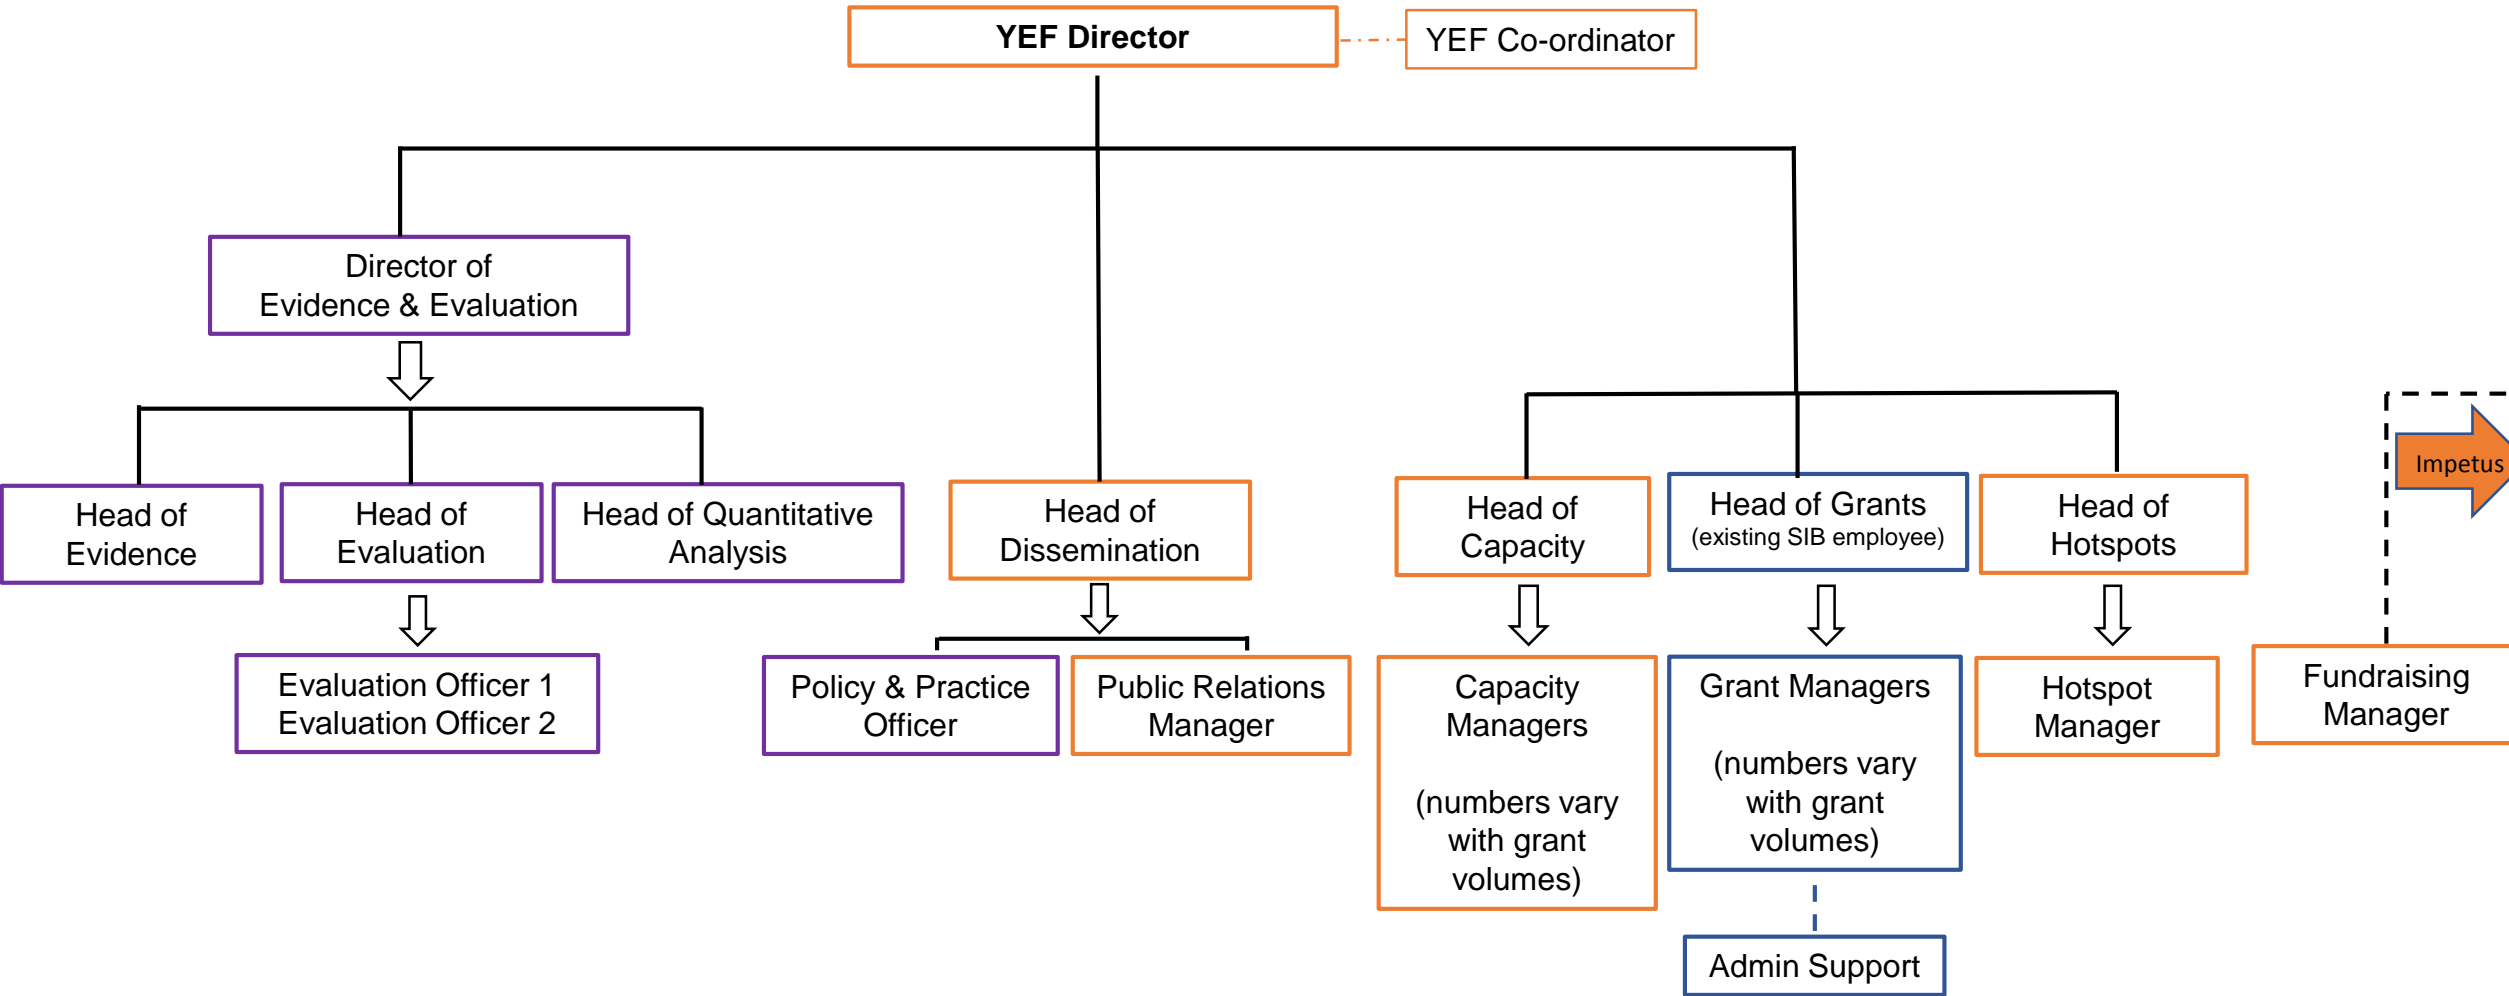 YEF Director
YEF Co-ordinator
Director of
Evidence & Evaluation
Impetus
Head of
Evidence
Head of
Evaluation
Head of Quantitative
Analysis
Head of
Dissemination
Head of
Capacity
Head of Grants
(existing SIB employee)
Head of
Hotspots
Evaluation Officer 1
Evaluation Officer 2
Policy & Practice
Officer
Public Relations
Manager
Capacity
Managers
(numbers vary
with grant
volumes)
Grant Managers
(numbers vary
with grant
volumes)
Hotspot
Manager
Fundraising
Manager
Admin Support